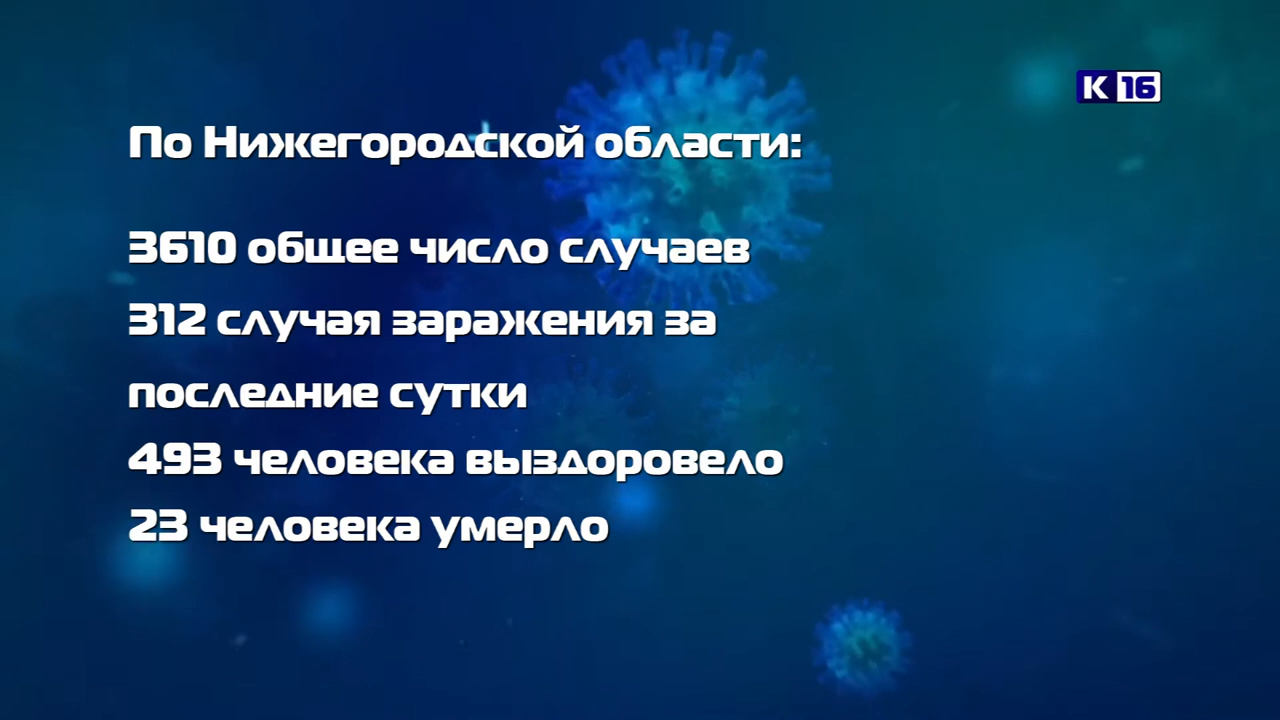 К 16
По Нижегородской области:
3610 общее число случаев
312 случая заражения за
последние сутки
493 человека выздоровело
23 человека умерло